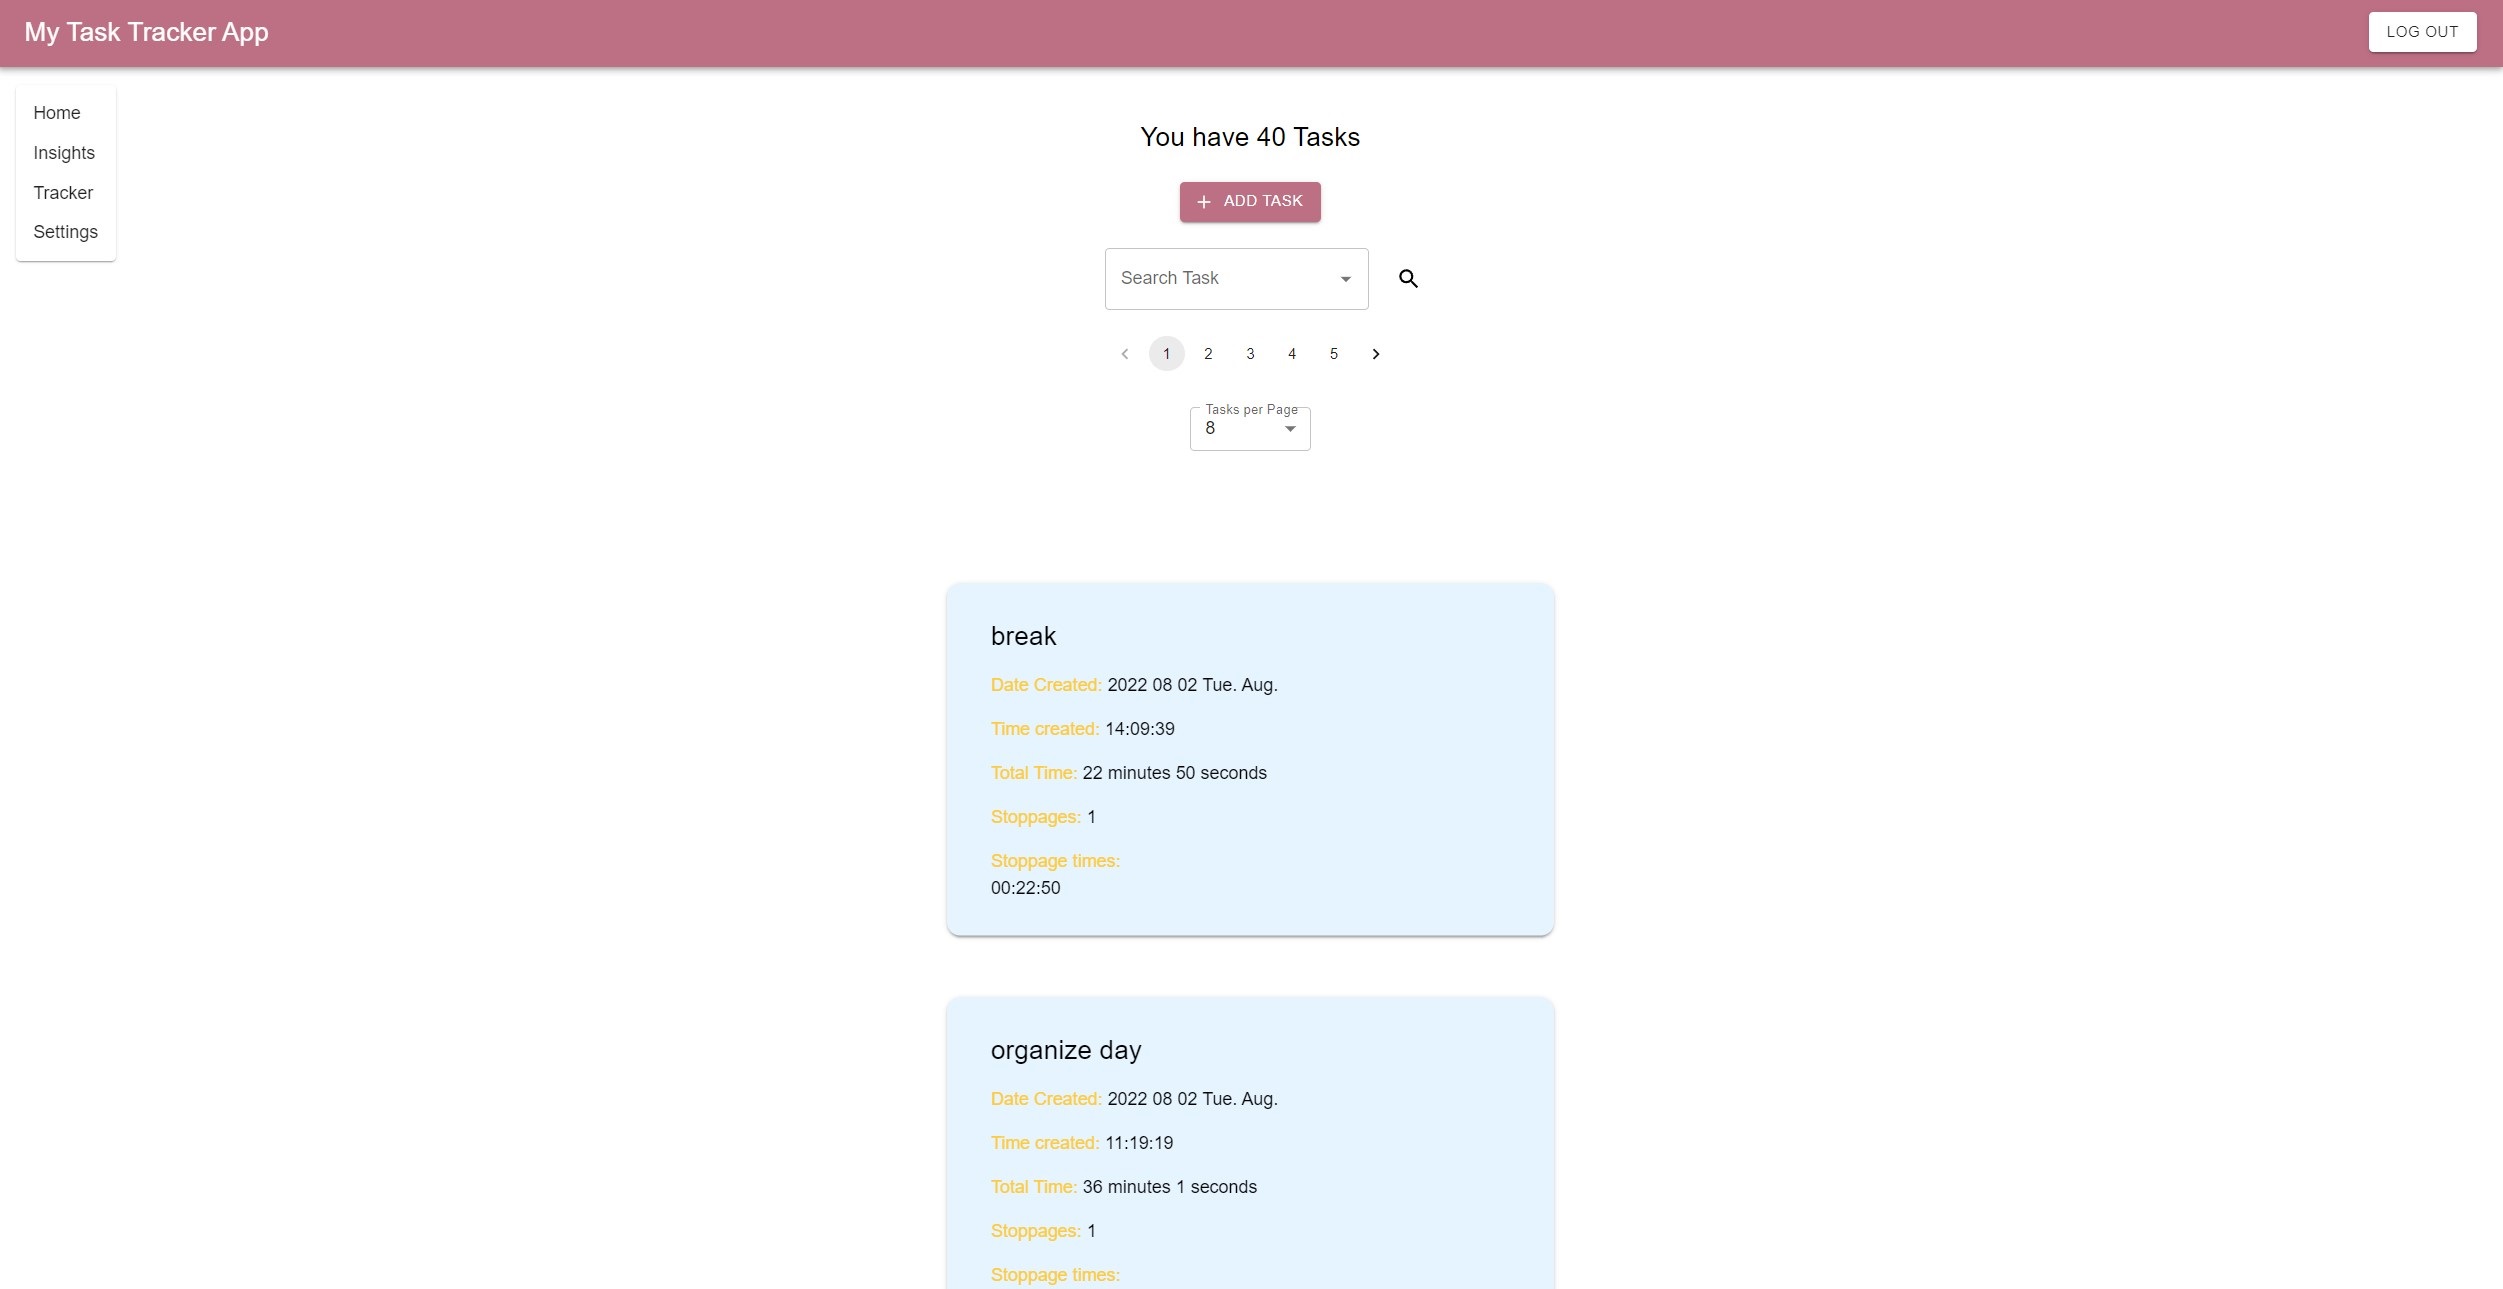 My Task Tracker App
LOG OUT
Home
Insights
Tracker
Settings
You have 40 Tasks
ADD TASK
Search Task
1 2 3 4 5
Tasks per Page
8
break
Date Created: 2022 08 02 Tue. Aug.
Time created: 14:09:39
Total Time: 22 minutes 50 seconds
Stoppages: 1
Stoppage times:
00:22:50
organize day
Date Created: 2022 08 02 Tue. Aug.
Time created: 11:19:19
Total Time: 36 minutes 1 seconds
Stoppages: 1
Stoppage times: